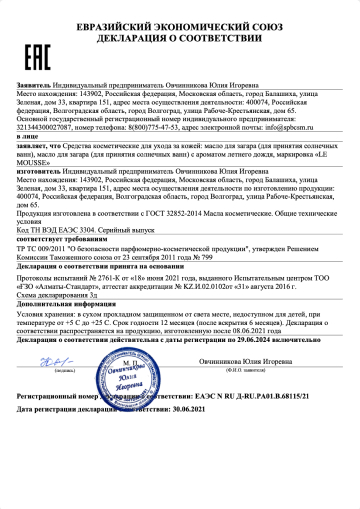 ЕВРАЗИЙСКИЙ ЭКОНОМИЧЕСКИЙ СОЮЗ
ДЕКЛАРАЦИЯ О СООТВЕТСТВИИ
ЕАС
Заявитель Индивидуальный предприниматель Овчинникова Юлия Игоревна
Место нахождения: 143902, Российская федерация, Московская область, город Балашиха, улица
Зеленая, дом 33, квартира 151, адрес места осуществления деятельности: 400074, Российская
федерация, Волгоградская область, город Волгоград, улица Рабоче-Крестьянская, дом 65.
Основной государственный регистрационный номер индивидуального предпринимателя:
321344300027087, номер телефона: 8(800)775-47-53, адрес электронной почты: info@spbcsm.ru
в лице
заявляет, что Средства косметические для ухода за кожей: масло для загара (для принятия солнечных
ванн), масло для загара (для принятия солнечных ванн) с ароматом летнего дождя, маркировка «LE
MOUSSE»
изготовитель Индивидуальный предприниматель Овчинникова Юлия Игоревна
Место нахождения: 143902, Российская федерация, Московская область, город Балашиха, улица
Зеленая, дом 33, квартира 151, адрес места осуществления деятельности по изготовлению продукции:
400074, Россия, Волгоградская область, город Волгоград, улица Рабоче-Крестьянская,
дом 65.
Продукция изготовлена в соответствии с ГОСТ 32852-2014 Масла косметические. Общие технические
условия
Код ТН ВЭД ЕАЭС 3304. Серийный выпуск
соответствует требованиям
ТР ТС 009/2011 "О безопасности парфюмерно-косметической продукции", утвержден Решением
Комиссии Таможенного союза от 23 сентября 2011 года № 799
Декларация о соответствии принята на основании
Протокола испытаний № 2761-К от «18» июня 2021 года, выданного Испытательным центром ТОО
«ГЭО «Алматы-Стандарт», аттестат аккредитации № KZ.И.02.0102от «31» августа 2016 г.
Схема декларирования 3д
Дополнительная информация
Условия хранения: в сухом прохладном защищенном от света месте, недоступном для детей, при
температуре от +5 С до +25 С. Срок годности 12 месяцев (после вскрытия 6 месяцев). Декларация о
соответствии распространяется на продукцию, изготовленную после 08.06.2021 году
Декларация о соответствии действительна с даты регистрации по 29.06.2024 включительно
М. П.
Овчинникова Юлия Игоревна
(подпись)
(Ф.И.О. заявителя)
Овчинникова
Юлия
Игоревна
Регистрационный номер декларации о соответствии: ЕАЭС N RU Д-RU.РА01.В.68115/21
Дата регистрации декларации о соответствии: 30.06.2021